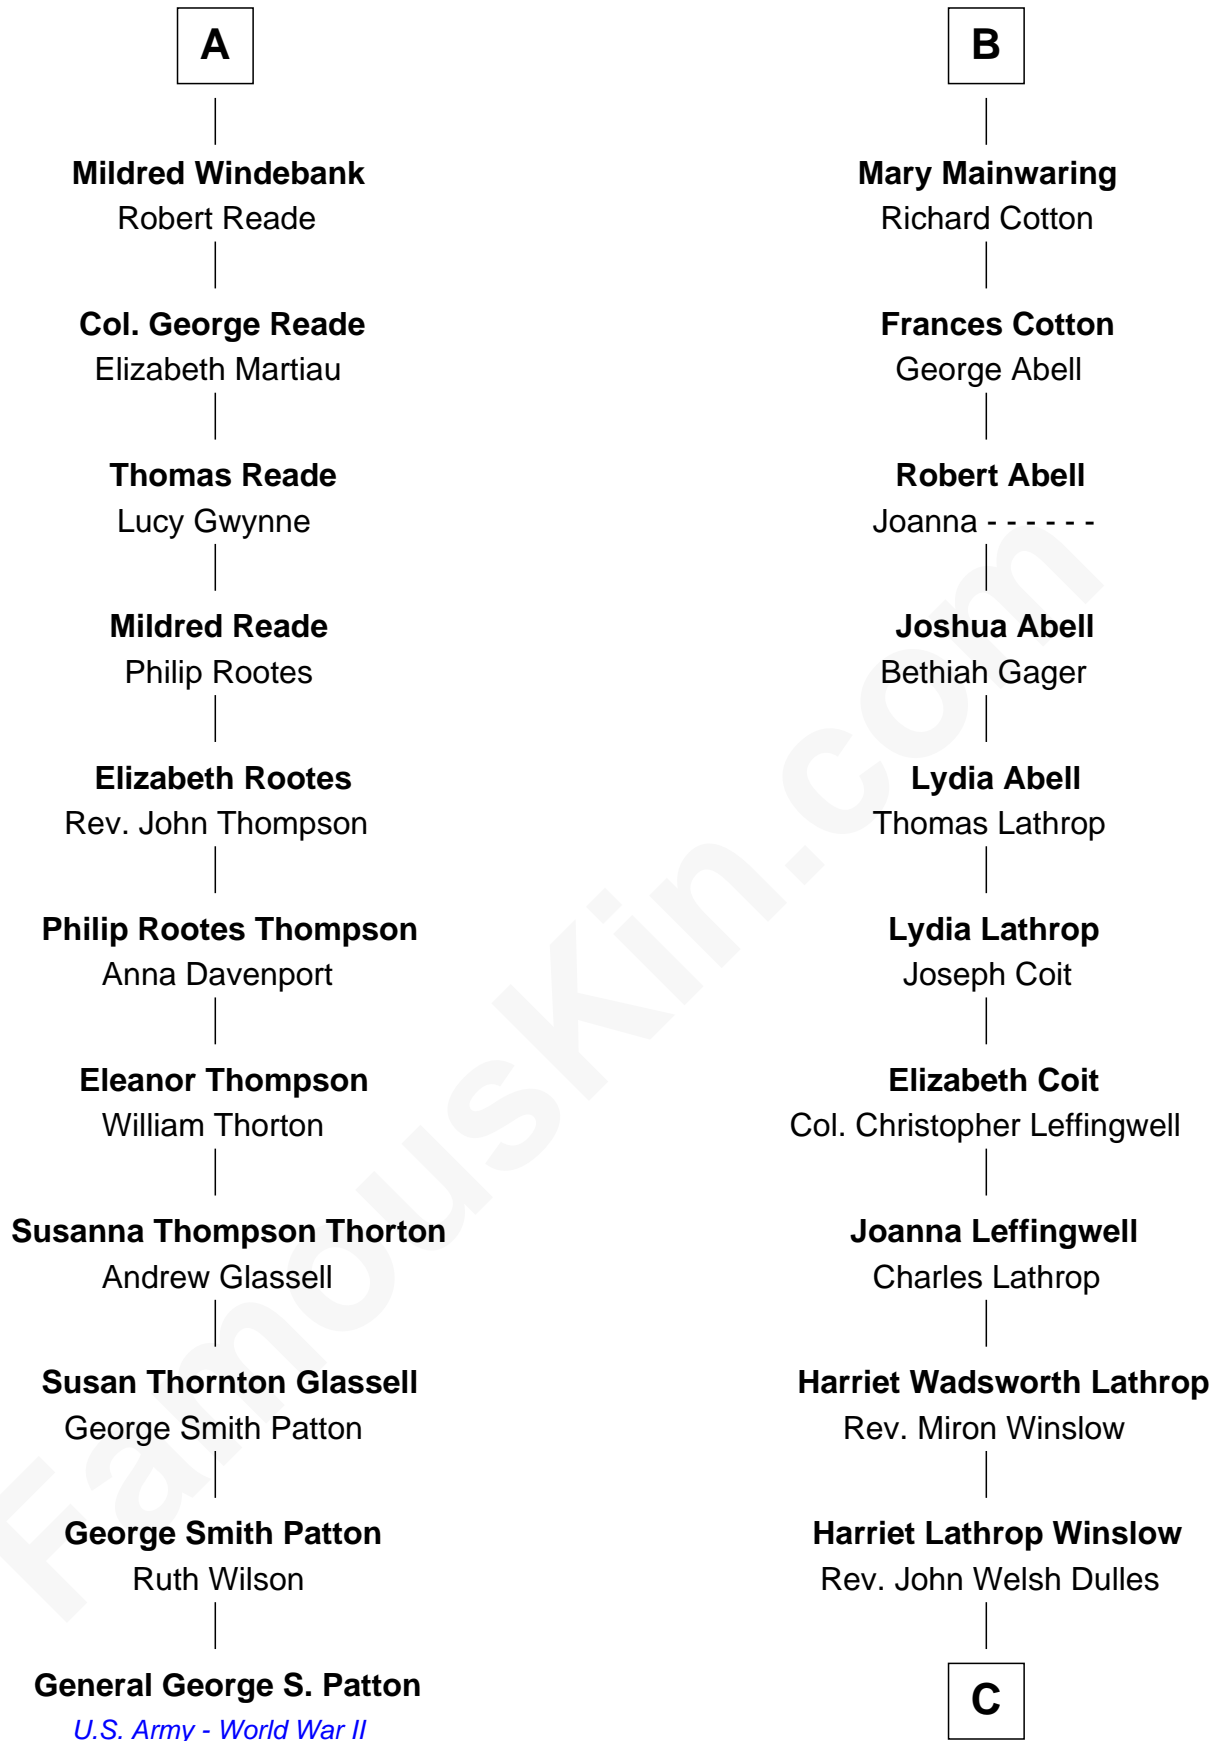 A
Mildred Windebank
Robert Reade
Col. George Reade
Elizabeth Martiau
Thomas Reade
Lucy Gwynne
Mildred Reade
Philip Rootes
Elizabeth Rootes
Rev. John Thompson
Philip Rootes Thompson
Anna Davenport
Eleanor Thompson
William Thorton
Susanna Thompson Thorton
Andrew Glassell
Susan Thornton Glassell
George Smith Patton
George Smith Patton
Ruth Wilson
General George S. Patton
U.S. Army - World War II
B
Mary Mainwaring
Richard Cotton
Frances Cotton
George Abell
Robert Abell
Joanna - - - - - -
Joshua Abell
Bethiah Gager
Lydia Abell
Thomas Lathrop
Lydia Lathrop
Joseph Coit
Elizabeth Coit
Col. Christopher Leffingwell
Joanna Leffingwell
Charles Lathrop
Harriet Wadsworth Lathrop
Rev. Miron Winslow
Harriet Lathrop Winslow
Rev. John Welsh Dulles
C
FamousKin.com